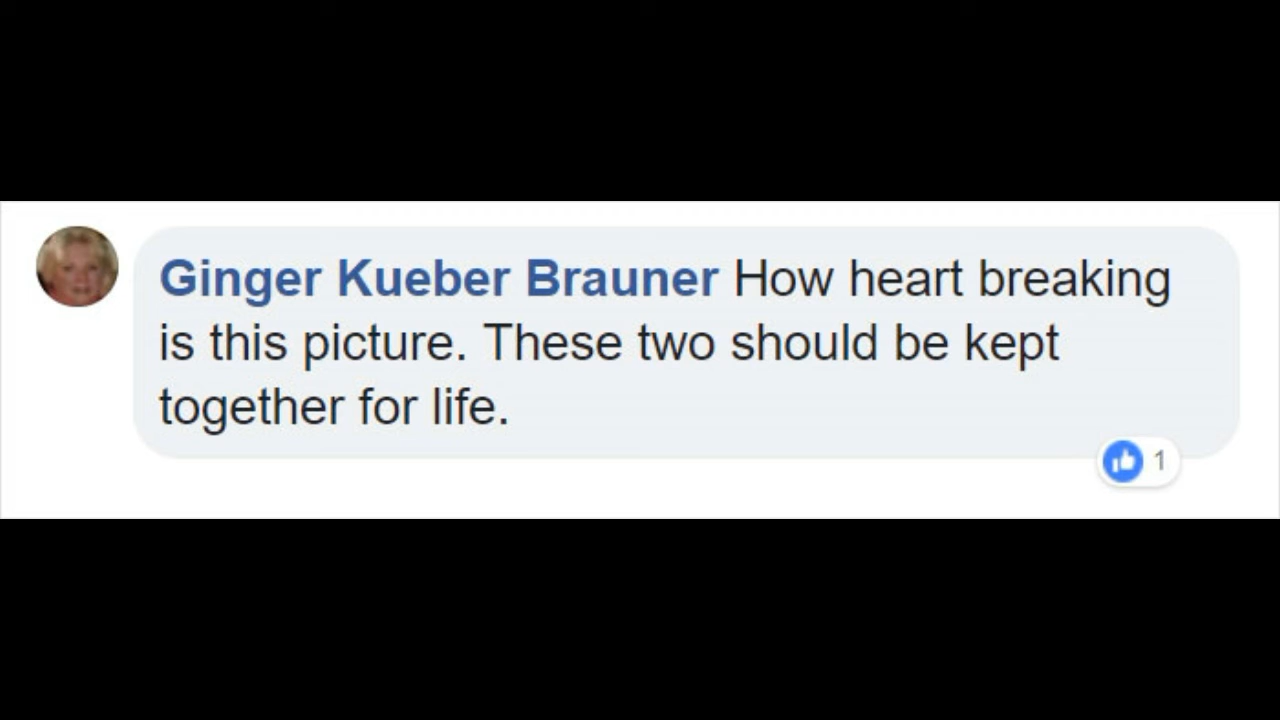 Ginger Kueber Brauner How heart breaking
is this picture. These two should be kept
together for life.
1